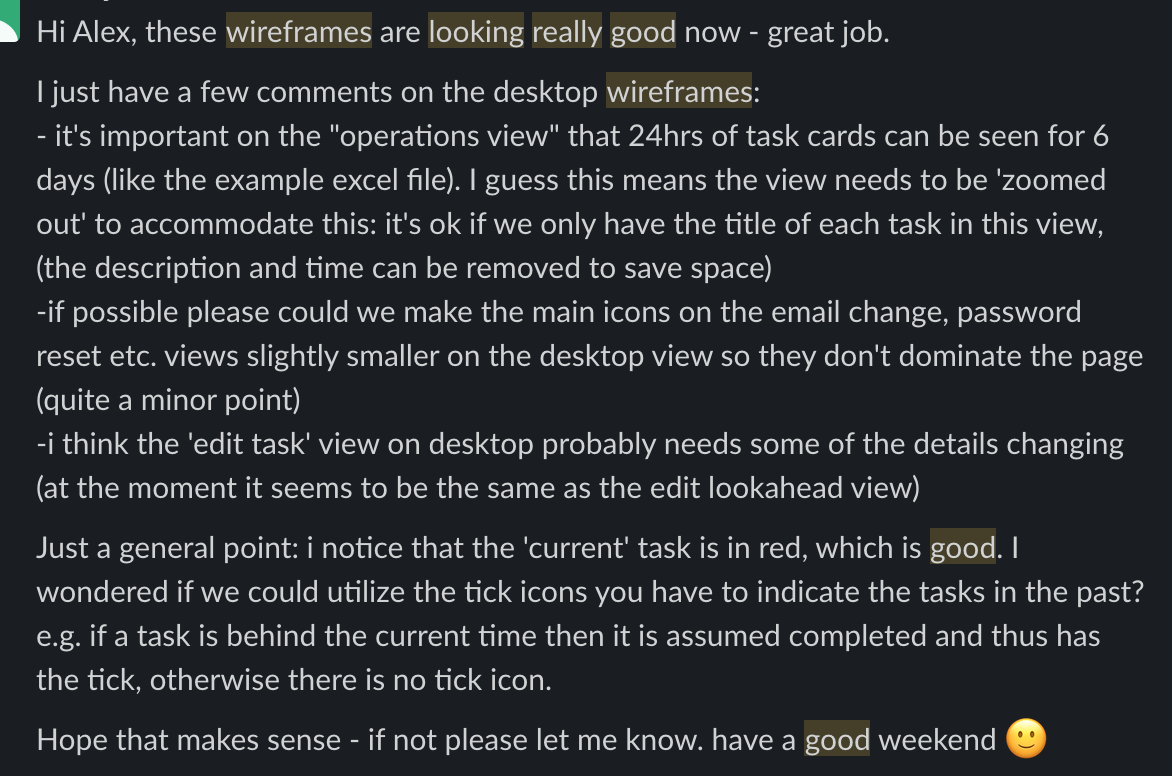 Hi Alex, these wireframes are looking really good now - great job.
I just have a few comments on the desktop wireframes:
- it's important on the "operations view" that 24hrs of task cards can be seen for 6
days (like the example excel file). I guess this means the view needs to be 'zoomed
out' to accommodate this: it's ok if we only have the title of each task in this view,
(the description and time can be removed to save space)
-if possible please could we make the main icons on the email change, password
reset etc. views slightly smaller on the desktop view so they don't dominate the page
(quite a minor point)
-i think the 'edit task' view on desktop probably needs some of the details changing
(at the moment it seems to be the same as the edit lookahead view)
Just a general point: i notice that the 'current' task is in red, which is good. I
wondered if we could utilize the tick icons you have to indicate the tasks in the past?
e.g. if a task is behind the current time then it is assumed completed and thus has
the tick, otherwise there is no tick icon.
Hope that makes sense - if not please let me know. have a good weekend 🙂